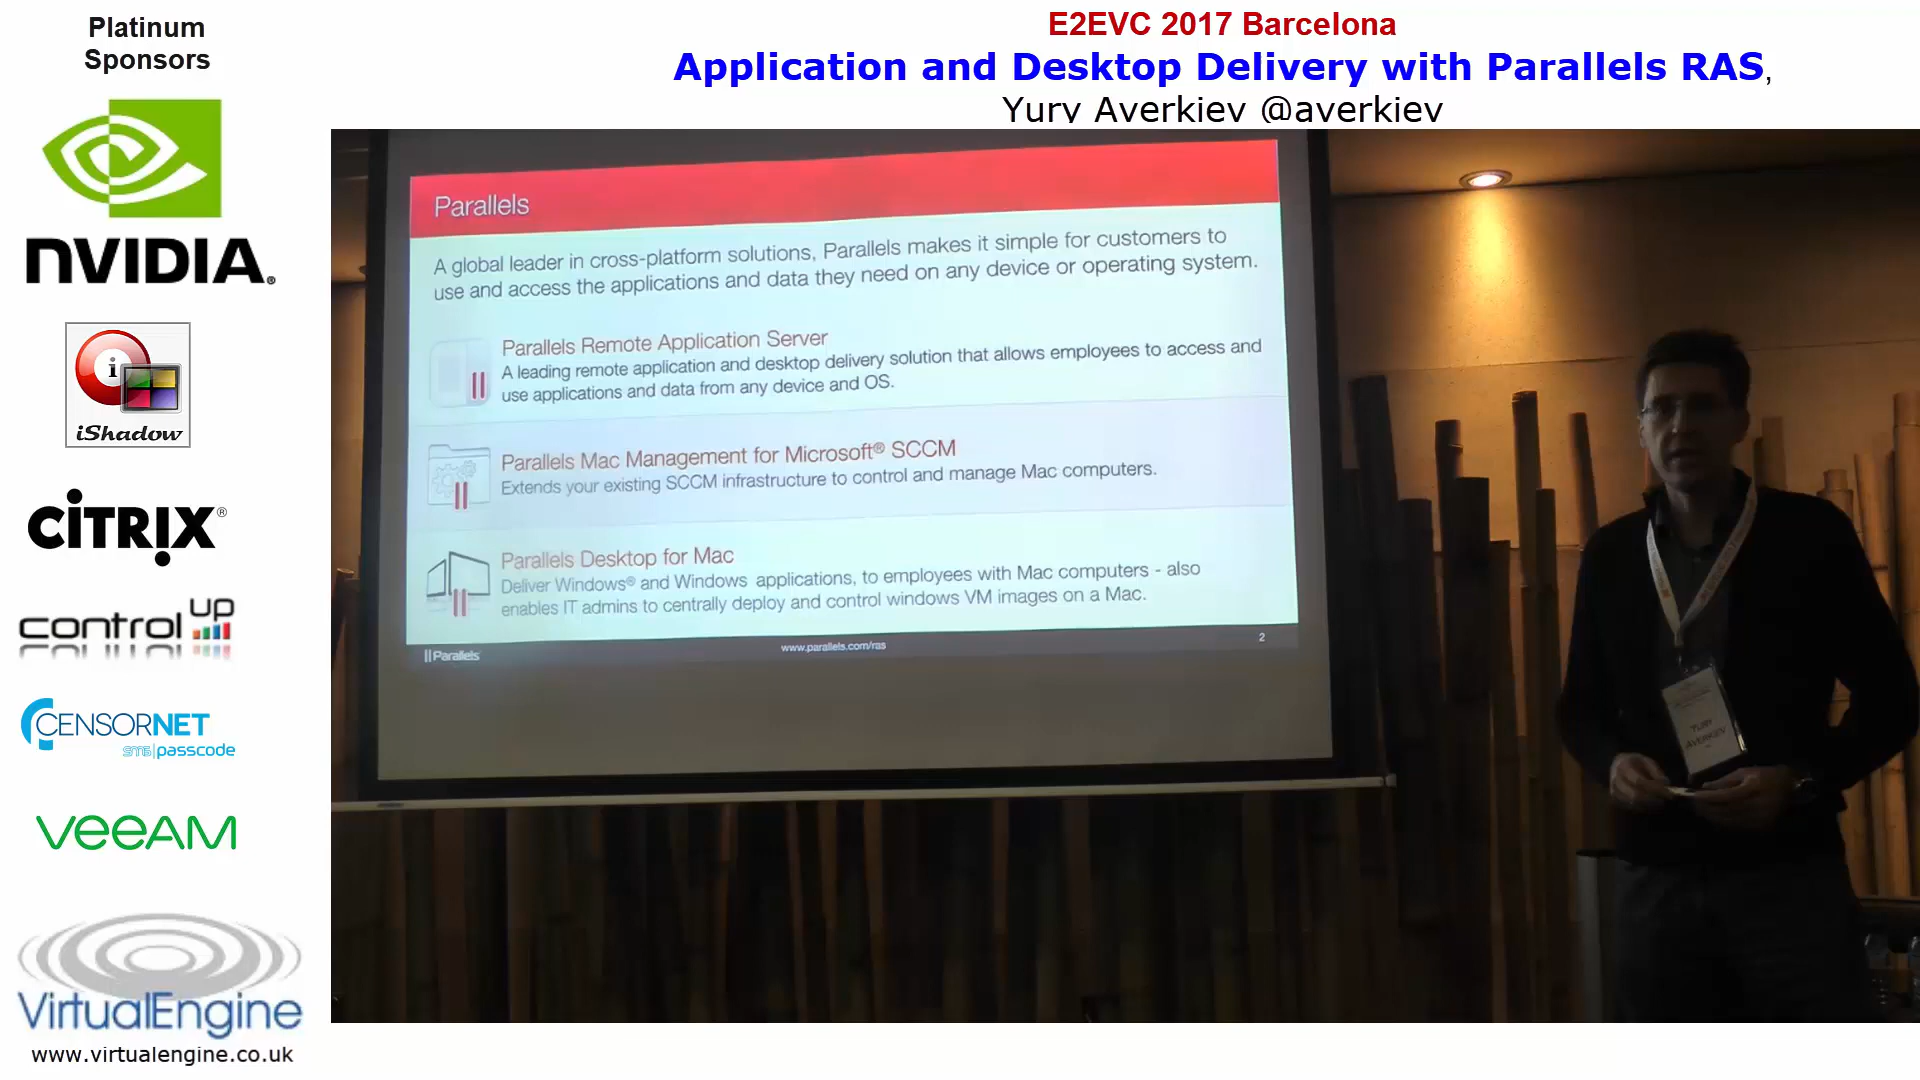 Platinum
Sponsors
NVIDIA.
i
iShadow
CİTRIX®
control UP
CENSORNET
sms|passcode
veeAM
VirtualEngine
www.virtualengine.co.uk
E2EVC 2017 Barcelona
Application and Desktop Delivery with Parallels RAS,
Yury Averkiev @averkiev
Parallels
A global leader in cross-platform solutions, Parallels makes it simple for customers to
use and access the applications and data they need on any device or operating system.
Parallels Remote Application Server
A leading remote application and desktop delivery solution that allows employees to access and
use applications and data from any device and OS.
Parallels Mac Management for Microsoft® SCCM
Extends your existing SCCM infrastructure to control and manage Mac computers.
Parallels Desktop for Mac
Deliver Windows® and Windows applications, to employees with Mac computers - also
enables IT admins to centrally deploy and control windows VM images on a Mac.
|| Parallels
www.parallels.com/ras
2
YURY
AVERKIEV